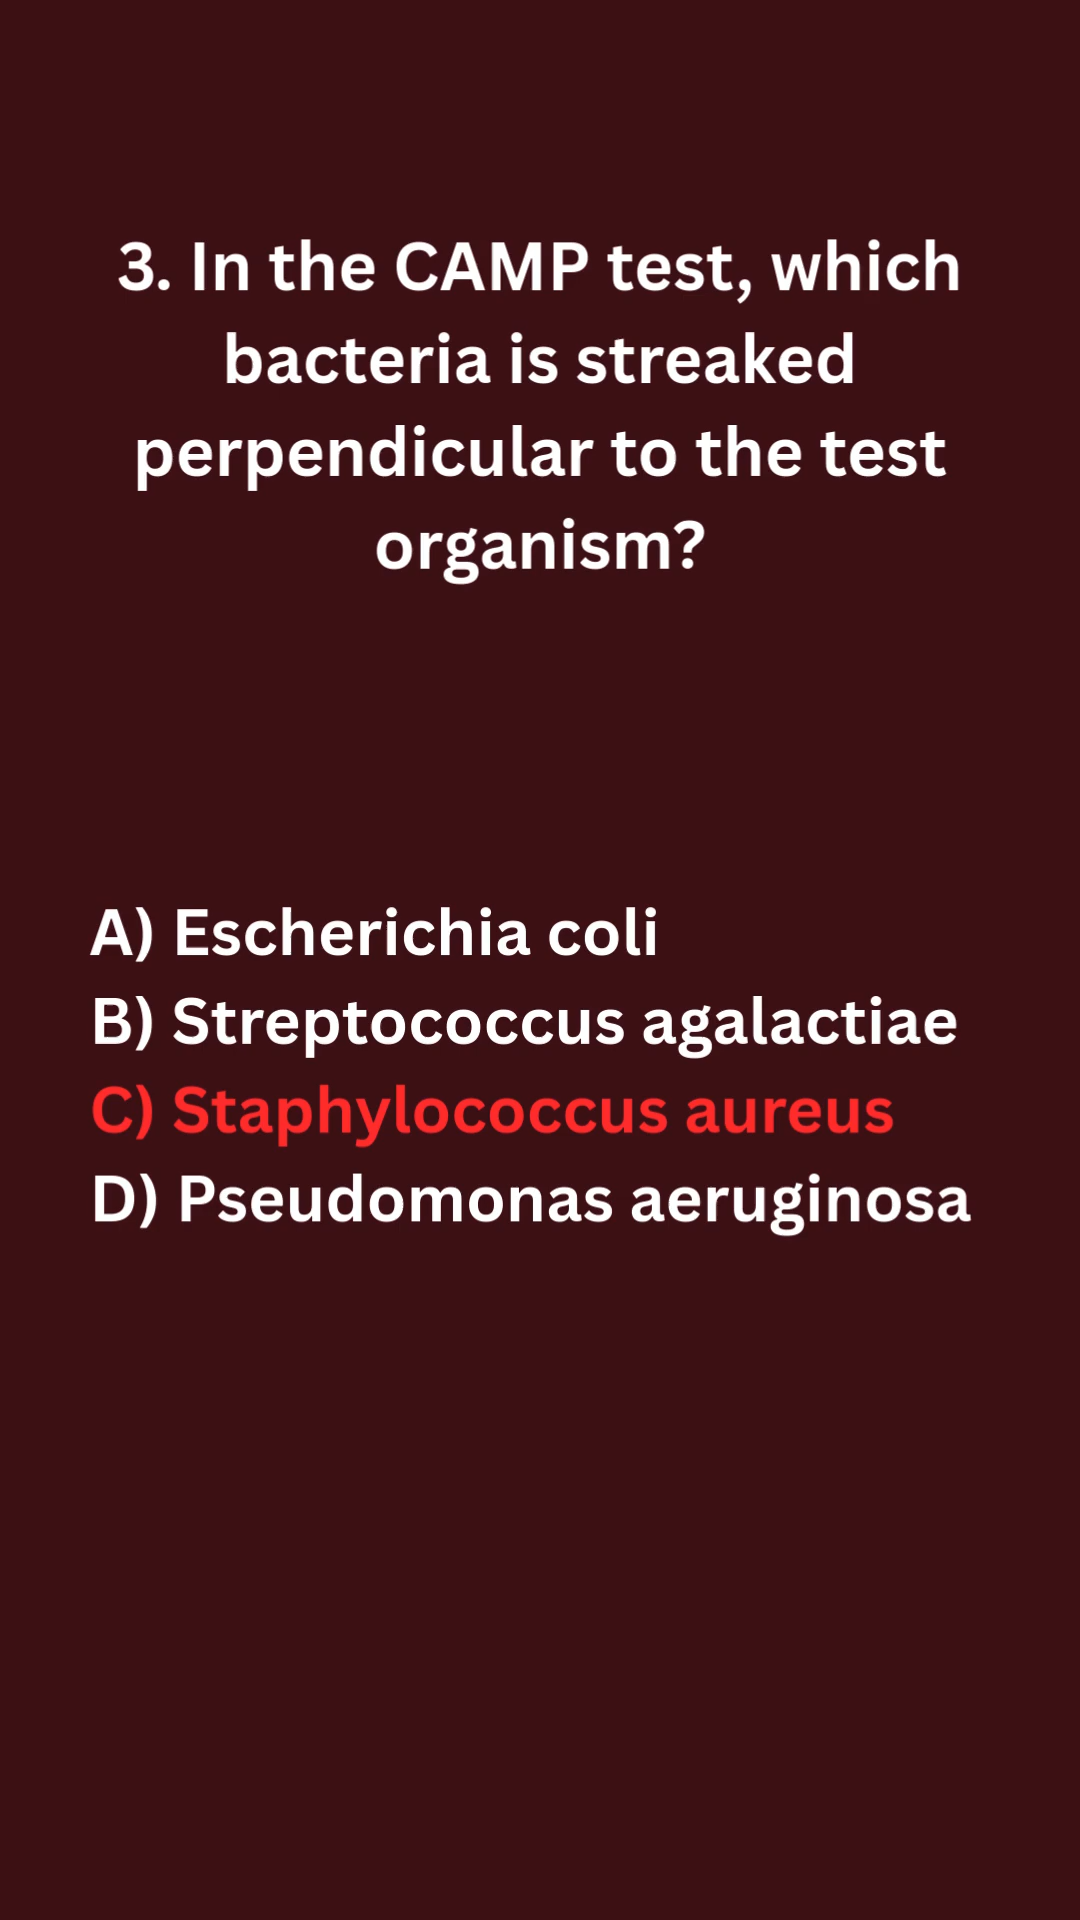 3. In the CAMP test, which
bacteria is streaked
perpendicular to the test
organism?
A) Escherichia coli
B) Streptococcus agalactiae
C) Staphylococcus aureus
D) Pseudomonas aeruginosa